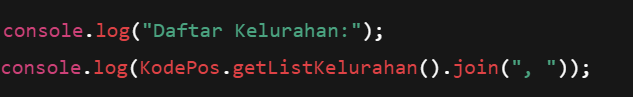 console.log("Daftar Kelurahan:");
console.log(KodePos.getListKelurahan().join(", "));